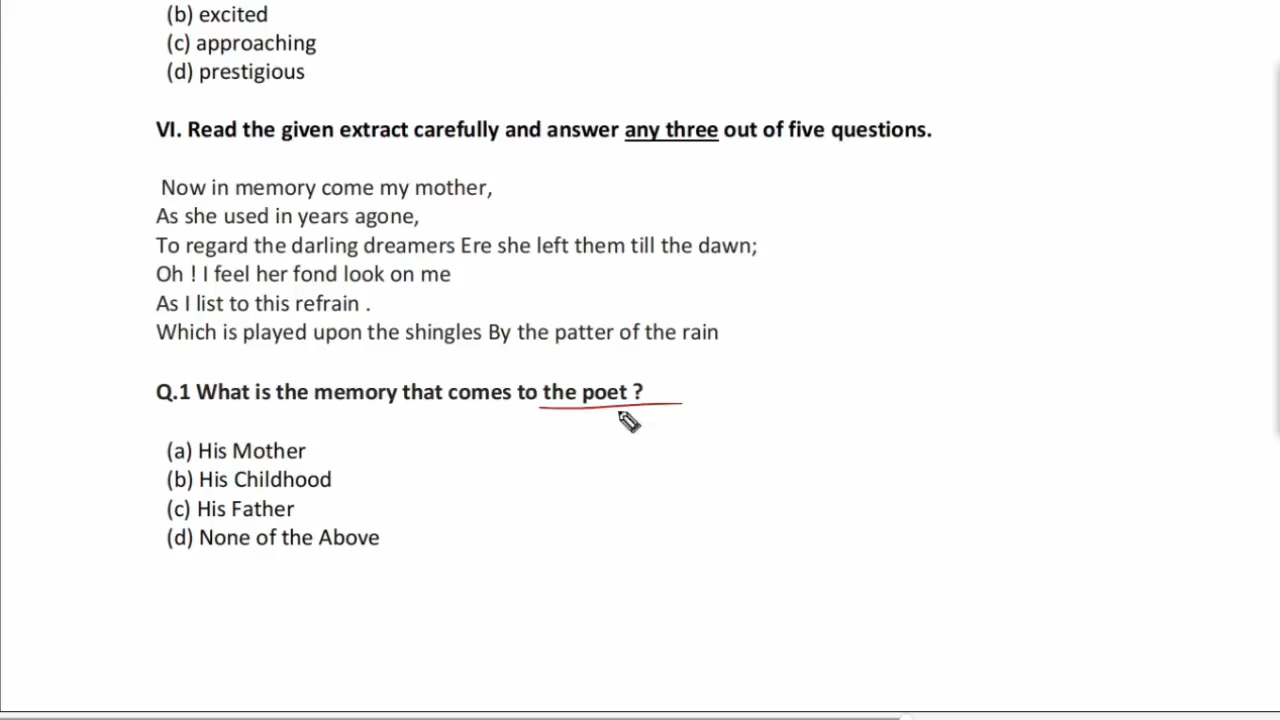 (b) excited
(c) approaching
(d) prestigious
VI. Read the given extract carefully and answer any three out of five questions.
Now in memory come my mother,
As she used in years agone,
To regard the darling dreamers Ere she left them till the dawn;
Oh ! I feel her fond look on me
As I list to this refrain .
Which is played upon the shingles By the patter of the rain
Q.1 What is the memory that comes to the poet ?
(a) His Mother
(b) His Childhood
(c) His Father
(d) None of the Above